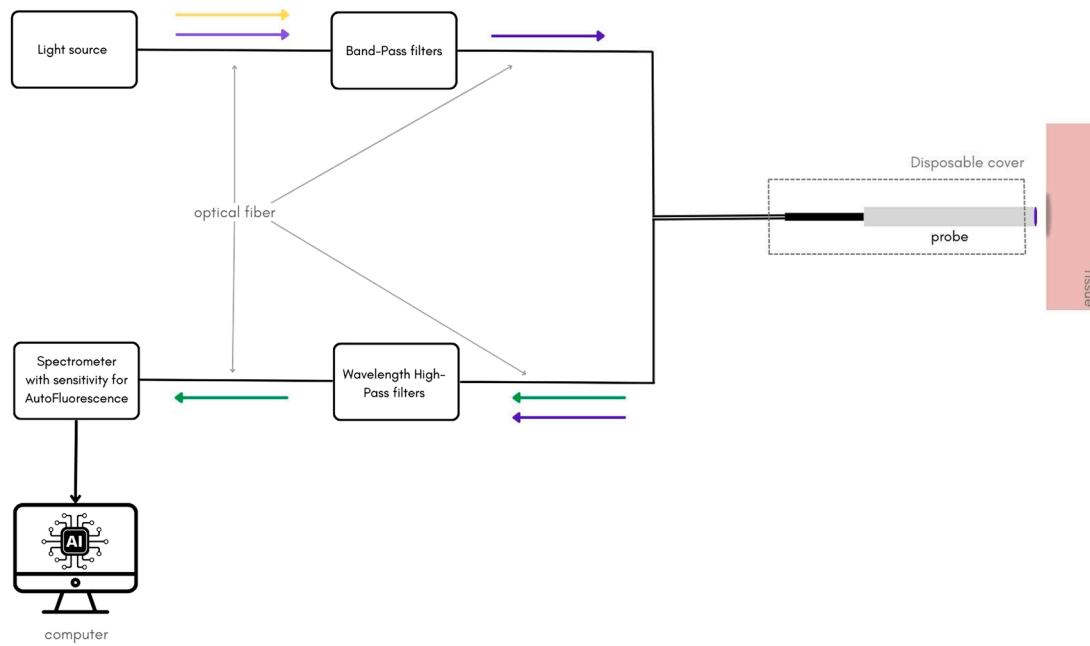 Light source
Band-Pass filters
Disposable cover
optical fiber
probe
tissue
Spectrometer
with sensitivity for
AutoFluorescence
Wavelength High-
Pass filters
AI
computer